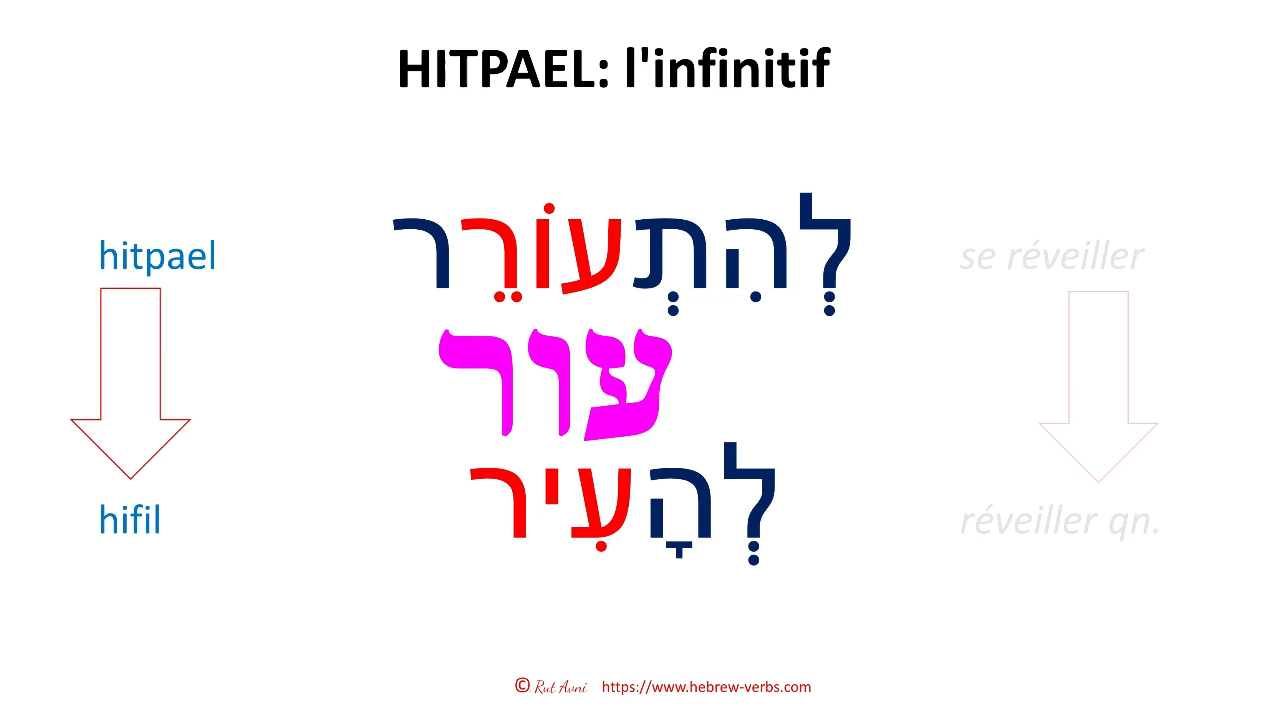 HITPAEL: l'infinitif
hitpael
לְהִתְעוֹרֵר
se réveiller
עור
hifil
לְהָעִיר
réveiller qn.
© Rut Avni https://www.hebrew-verbs.com